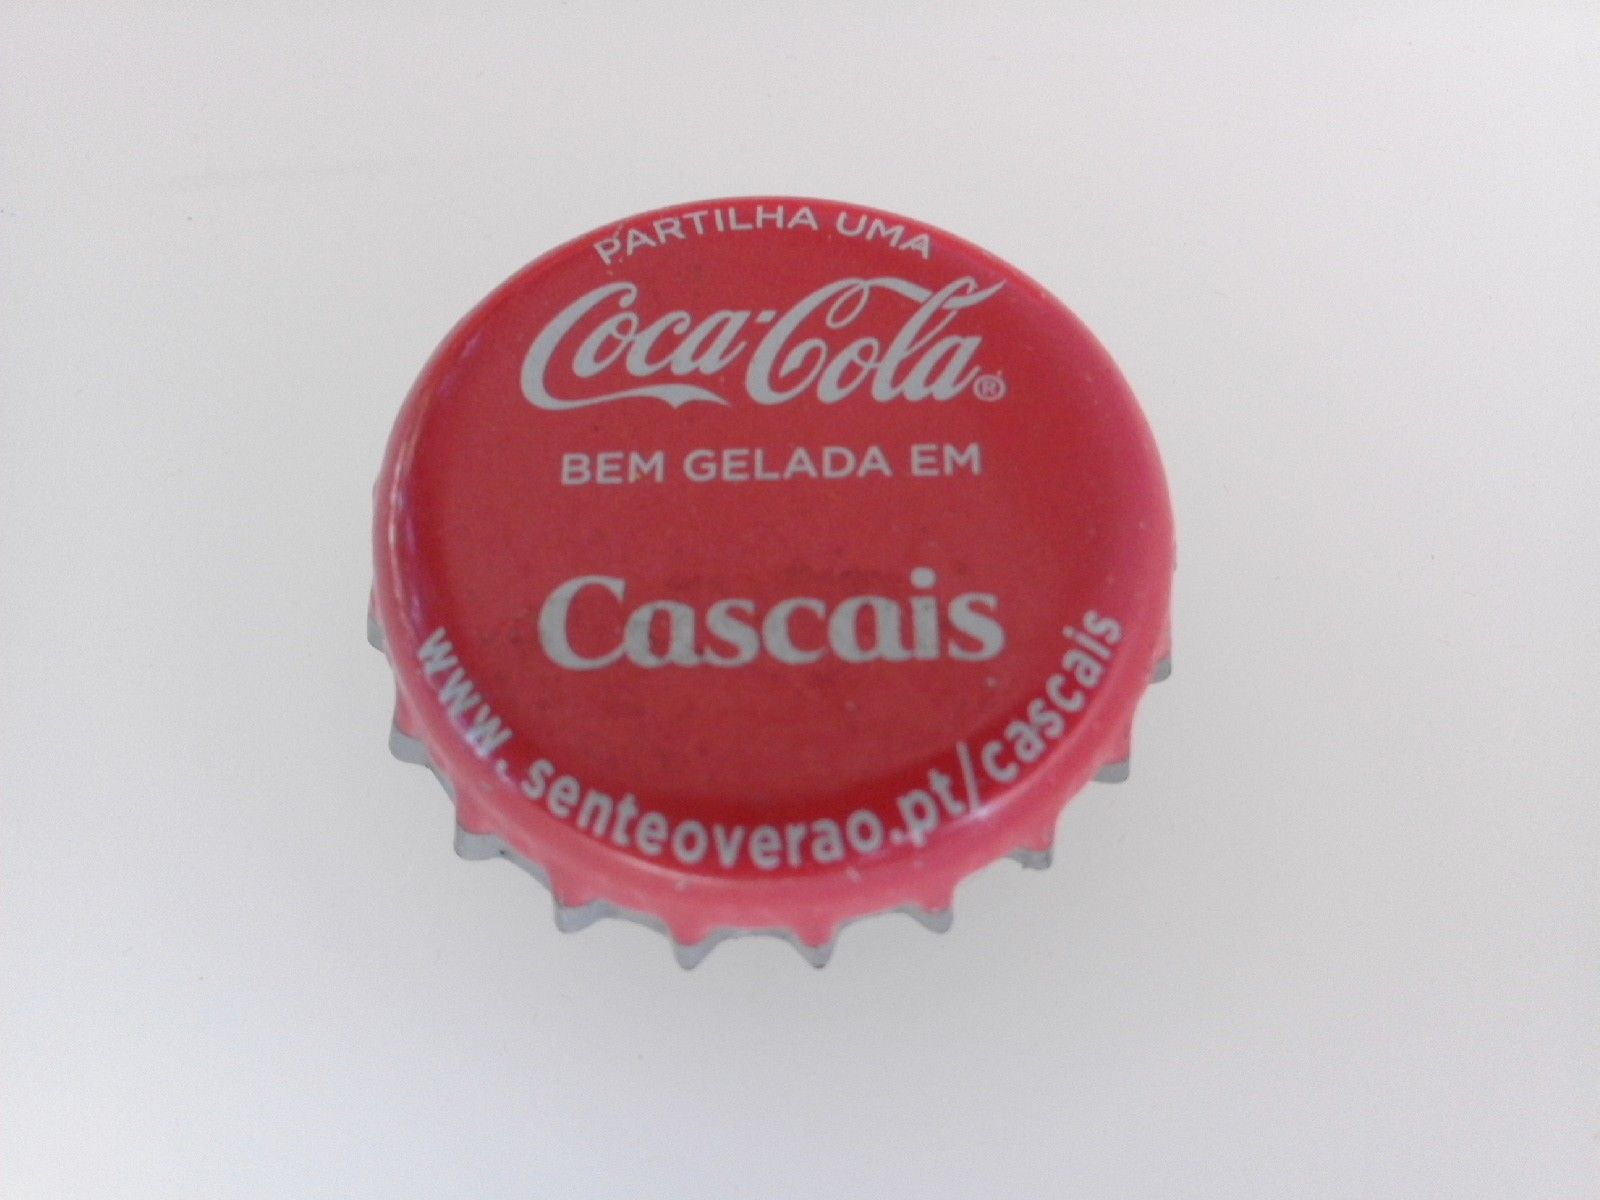 PARTILHA UMA
Coca-Cola®
BEM GELADA EM
Cascais
www.senteoverao.pt/cascais